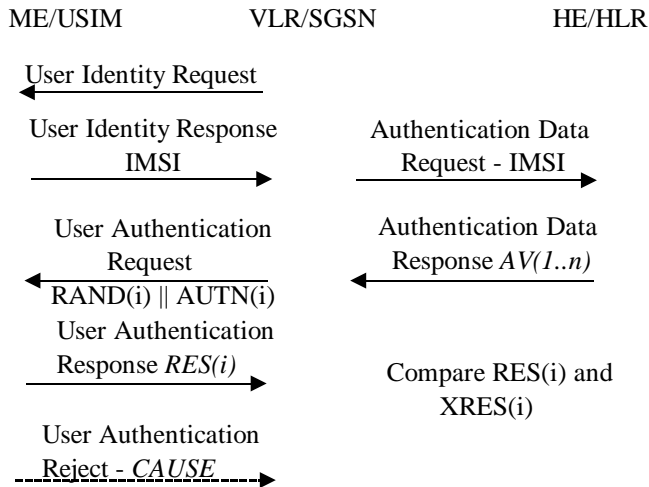 ME/USIM VLR/SGSN HE/HLR
User Identity Request
User Identity Response
IMSI
Authentication Data
Request - IMSI
User Authentication
Request
RAND(i) || AUTN(i)
Authentication Data
Response AV(1..n)
User Authentication
Response RES(i)
Compare RES(i) and
XRES(i)
User Authentication
Reject - CAUSE